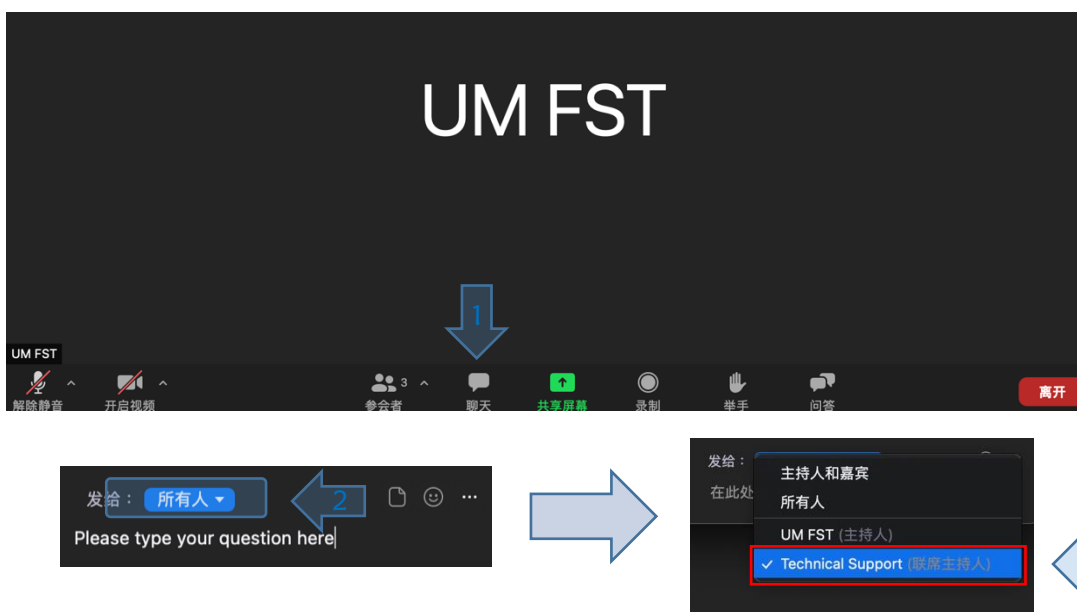 UM FST
1
UM FST
3
解除静音 开启视频 参会者 聊天 共享屏幕 录制 举手 问答 离开
发给： 所有人 2
Please type your question here
发给：
在此处
主持人和嘉宾
所有人
UM FST (主持人)
Technical Support (联席主持人)